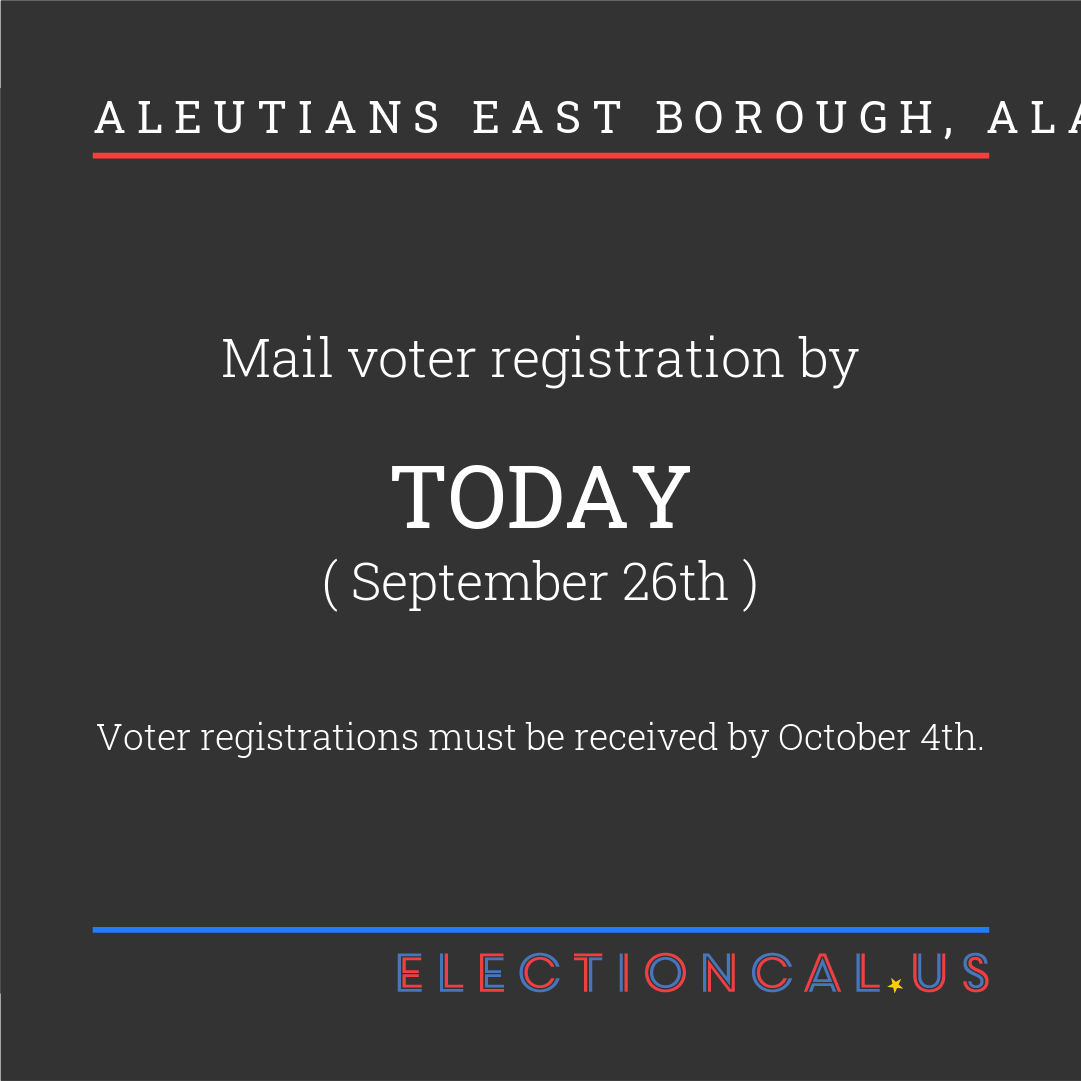 ALEUTIANS EAST BOROUGH, ALA
Mail voter registration by
TODAY
( September 26th )
Voter registrations must be received by October 4th.
ELECTIONCAL.US